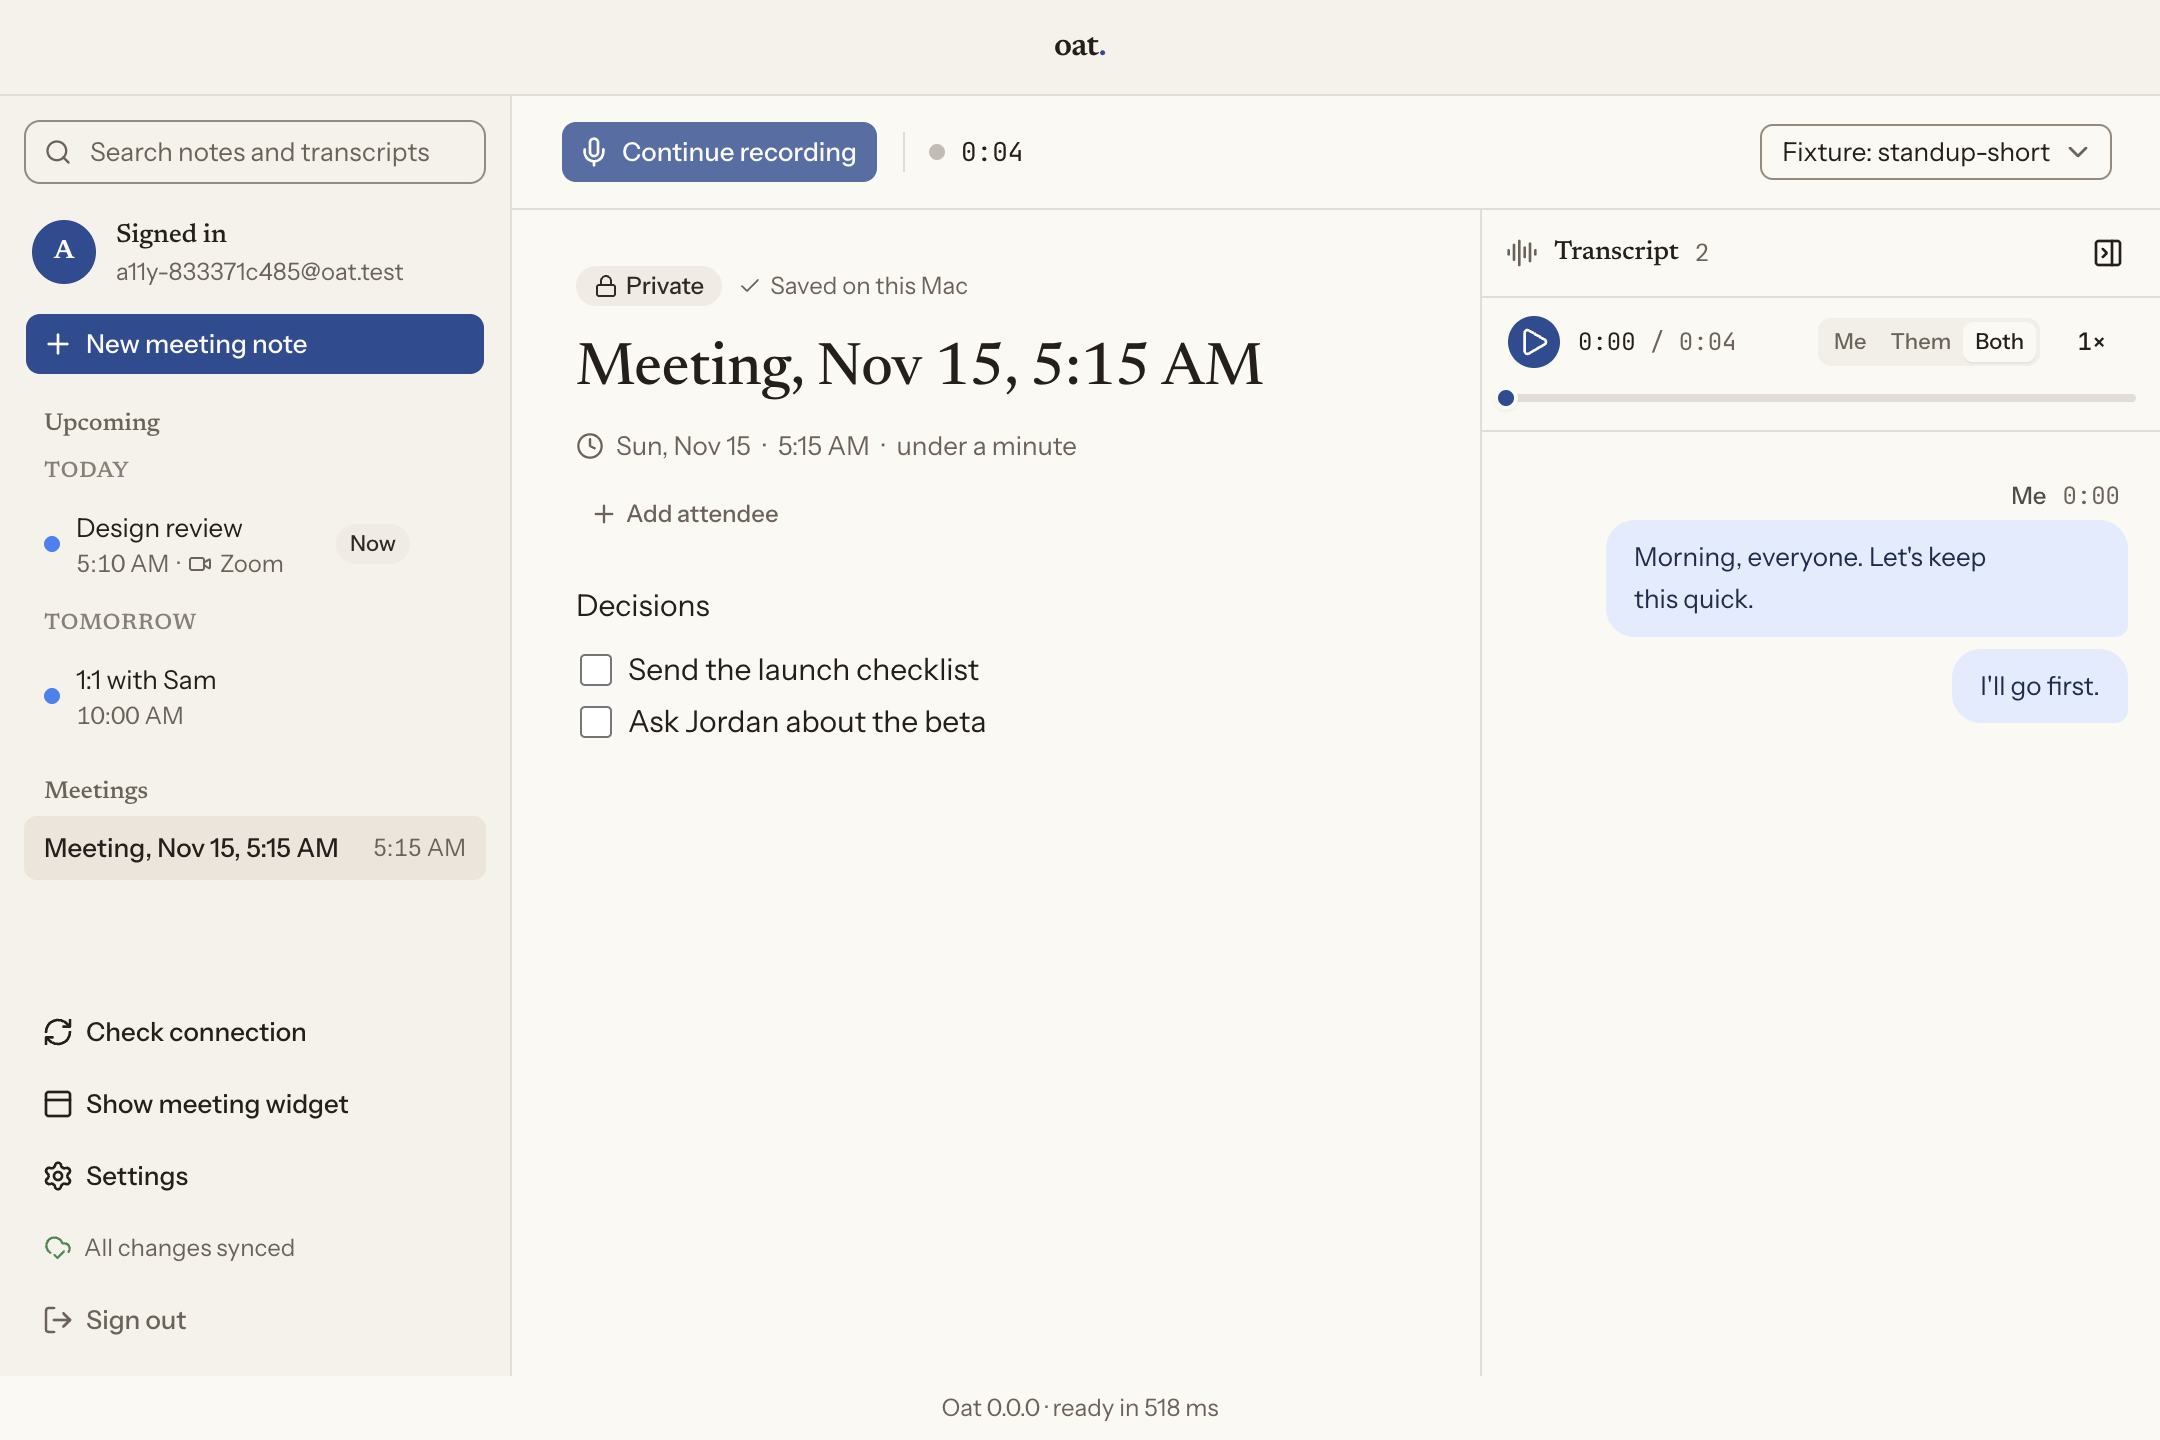 oat.
Search notes and transcripts
A
Signed in
a11y-833371c485@oat.test
New meeting note
Upcoming
TODAY
Design review
5:10 AM · Zoom
Now
TOMORROW
1:1 with Sam
10:00 AM
Meetings
Meeting, Nov 15, 5:15 AM 5:15 AM
Check connection
Show meeting widget
Settings
All changes synced
Sign out
Continue recording 0:04
Fixture: standup-short
Private Saved on this Mac
Meeting, Nov 15, 5:15 AM
Sun, Nov 15 · 5:15 AM · under a minute
Add attendee
Decisions
Send the launch checklist
Ask Jordan about the beta
Transcript 2
0:00 / 0:04 Me Them Both 1×
Me 0:00
Morning, everyone. Let's keep
this quick.
I'll go first.
Oat 0.0.0 · ready in 518 ms